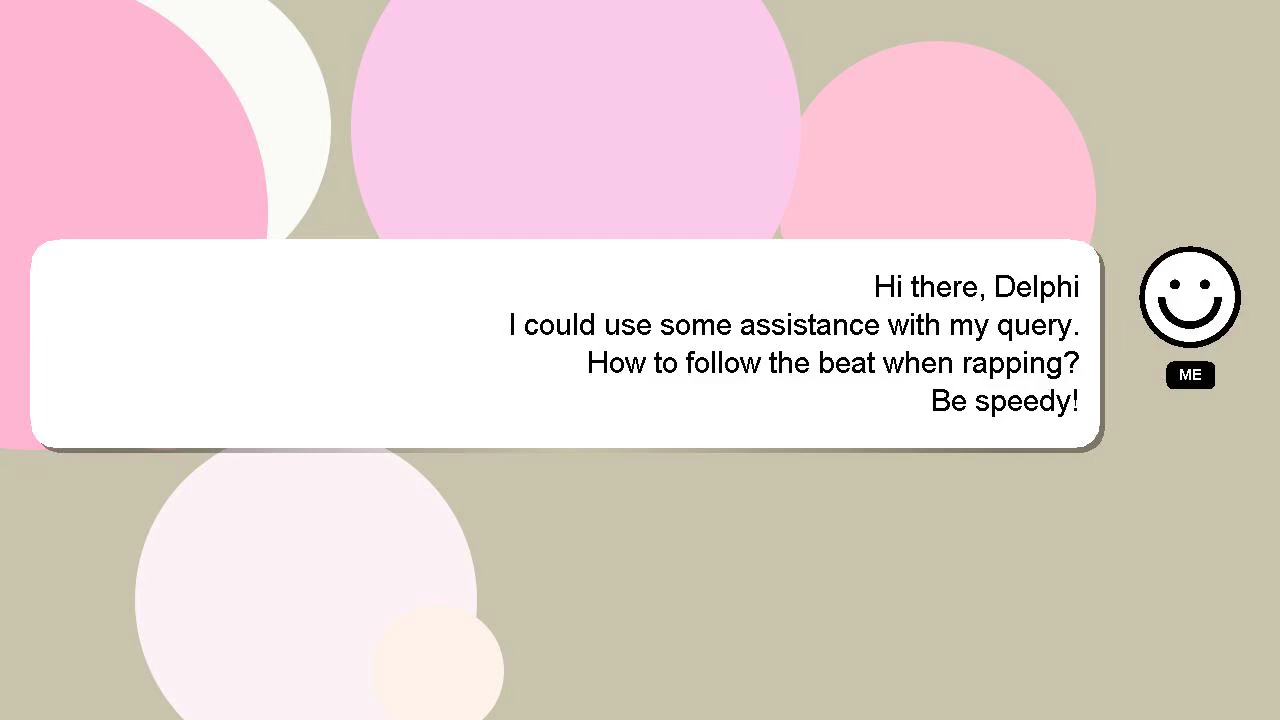 Hi there, Delphi
I could use some assistance with my query.
How to follow the beat when rapping?
Be speedy!
ME